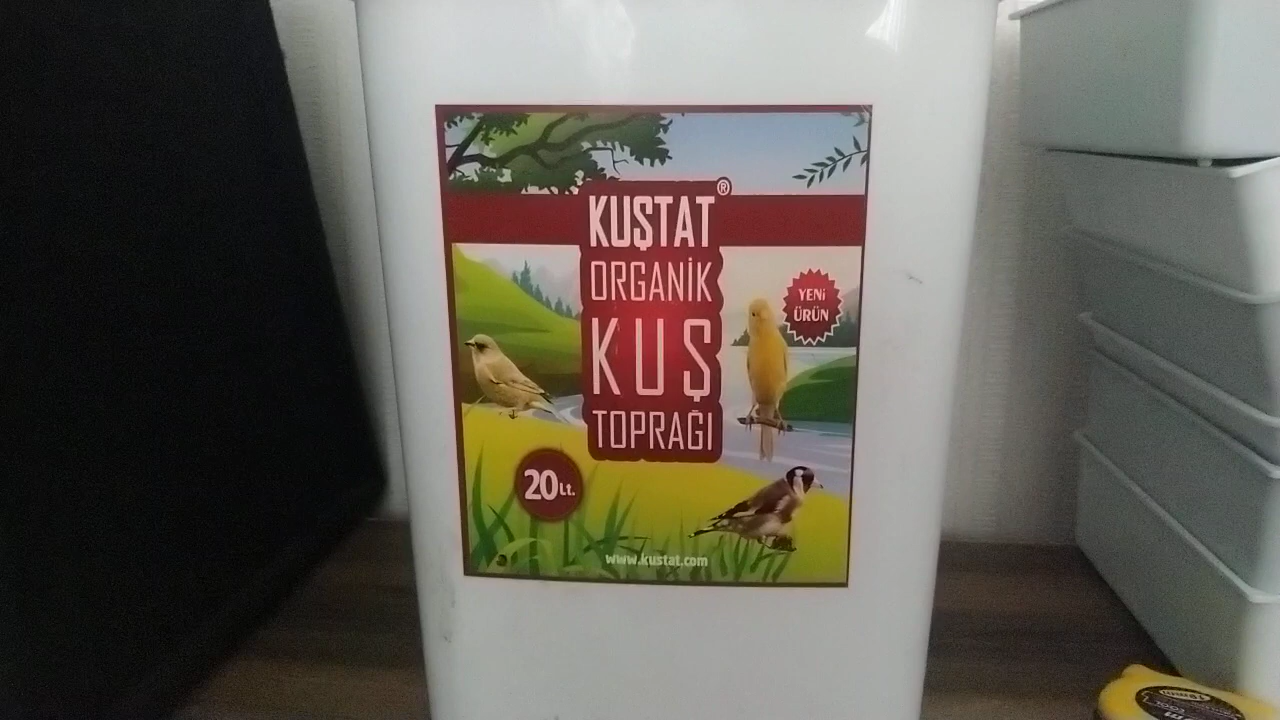 KUŞTAT®
ORGANİK
KUŞ
TOPRAĞI
YENİ
ÜRÜN
20Lt.
www.kustat.com